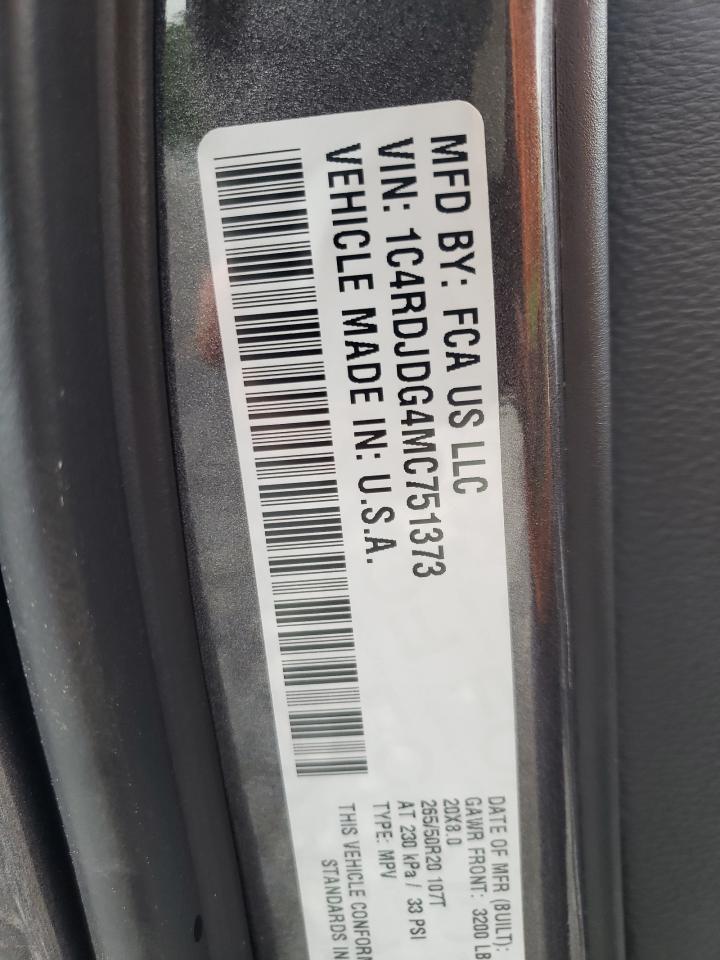 MFD BY: FCA US LLC
VIN: 1C4RDJDG4MC751373
VEHICLE MADE IN: U.S.A.
DATE OF MFR (BUILT):
GAWR FRONT: 3200 LB
20X8.0
265/50R20 107T
AT 230 kPa / 33 PSI
TYPE: MPV
THIS VEHICLE CONFOR
STANDARDS IN